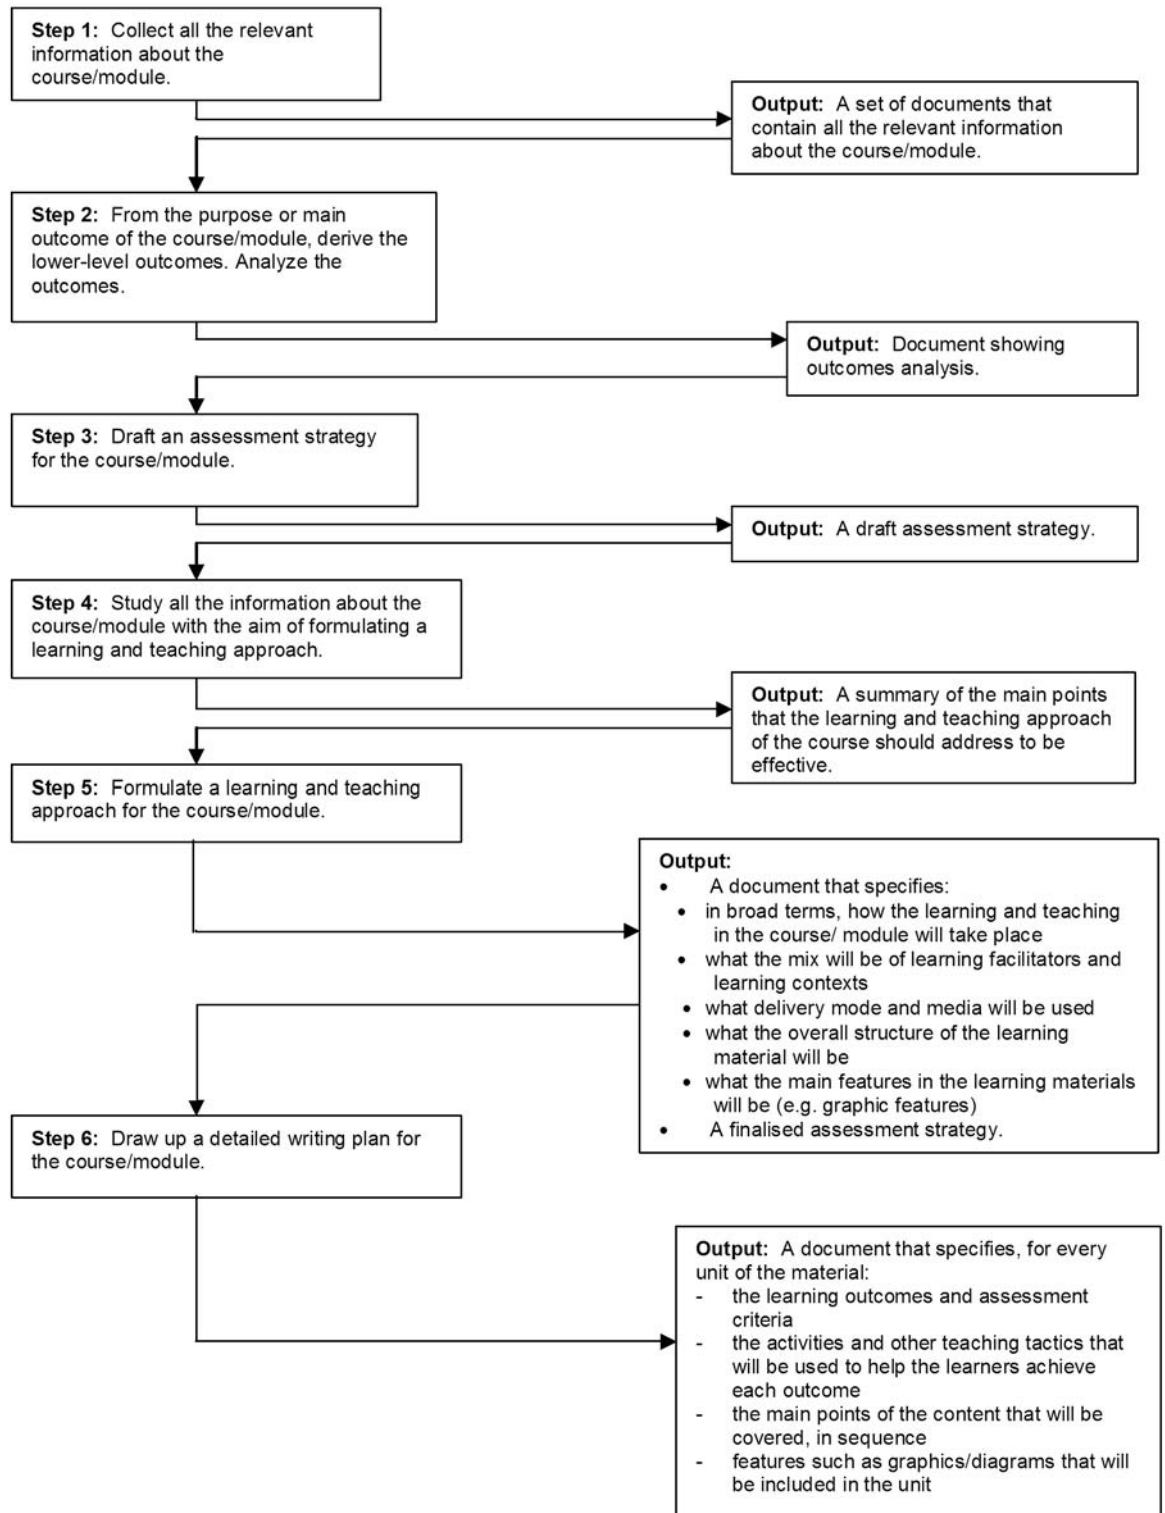 Step 1: Collect all the relevant
information about the
course/module.
Output: A set of documents that
contain all the relevant information
about the course/module.
Step 2: From the purpose or main
outcome of the course/module, derive the
lower-level outcomes. Analyze the
outcomes.
Output: Document showing
outcomes analysis.
Step 3: Draft an assessment strategy
for the course/module.
Output: A draft assessment strategy.
Step 4: Study all the information about the
course/module with the aim of formulating a
learning and teaching approach.
Output: A summary of the main points
that the learning and teaching approach
of the course should address to be
effective.
Step 5: Formulate a learning and teaching
approach for the course/module.
Output:
• A document that specifies:
• in broad terms, how the learning and teaching
in the course/ module will take place
• what the mix will be of learning facilitators and
learning contexts
• what delivery mode and media will be used
• what the overall structure of the learning
material will be
• what the main features in the learning materials
will be (e.g. graphic features)
• A finalised assessment strategy.
Step 6: Draw up a detailed writing plan for
the course/module.
Output: A document that specifies, for every
unit of the material:
- the learning outcomes and assessment
criteria
- the activities and other teaching tactics that
will be used to help the learners achieve
each outcome
- the main points of the content that will be
covered, in sequence
- features such as graphics/diagrams that will
be included in the unit